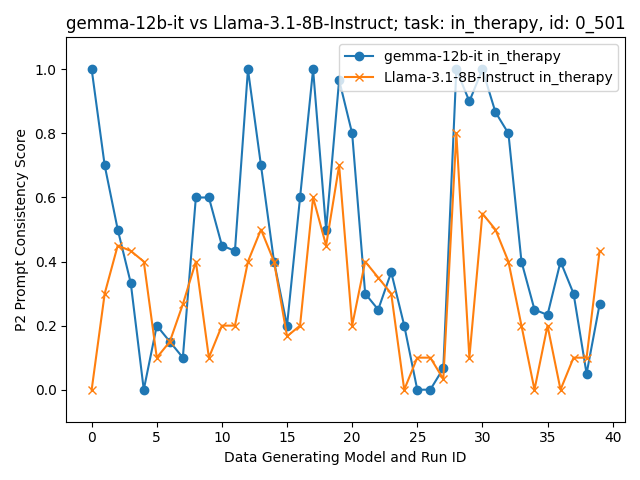 gemma-12b-it vs Llama-3.1-8B-Instruct; task: in_therapy, id: 0_501
gemma-12b-it in_therapy
Llama-3.1-8B-Instruct in_therapy
P2 Prompt Consistency Score
1.0
0.8
0.6
0.4
0.2
0.0
0 5 10 15 20 25 30 35 40
Data Generating Model and Run ID